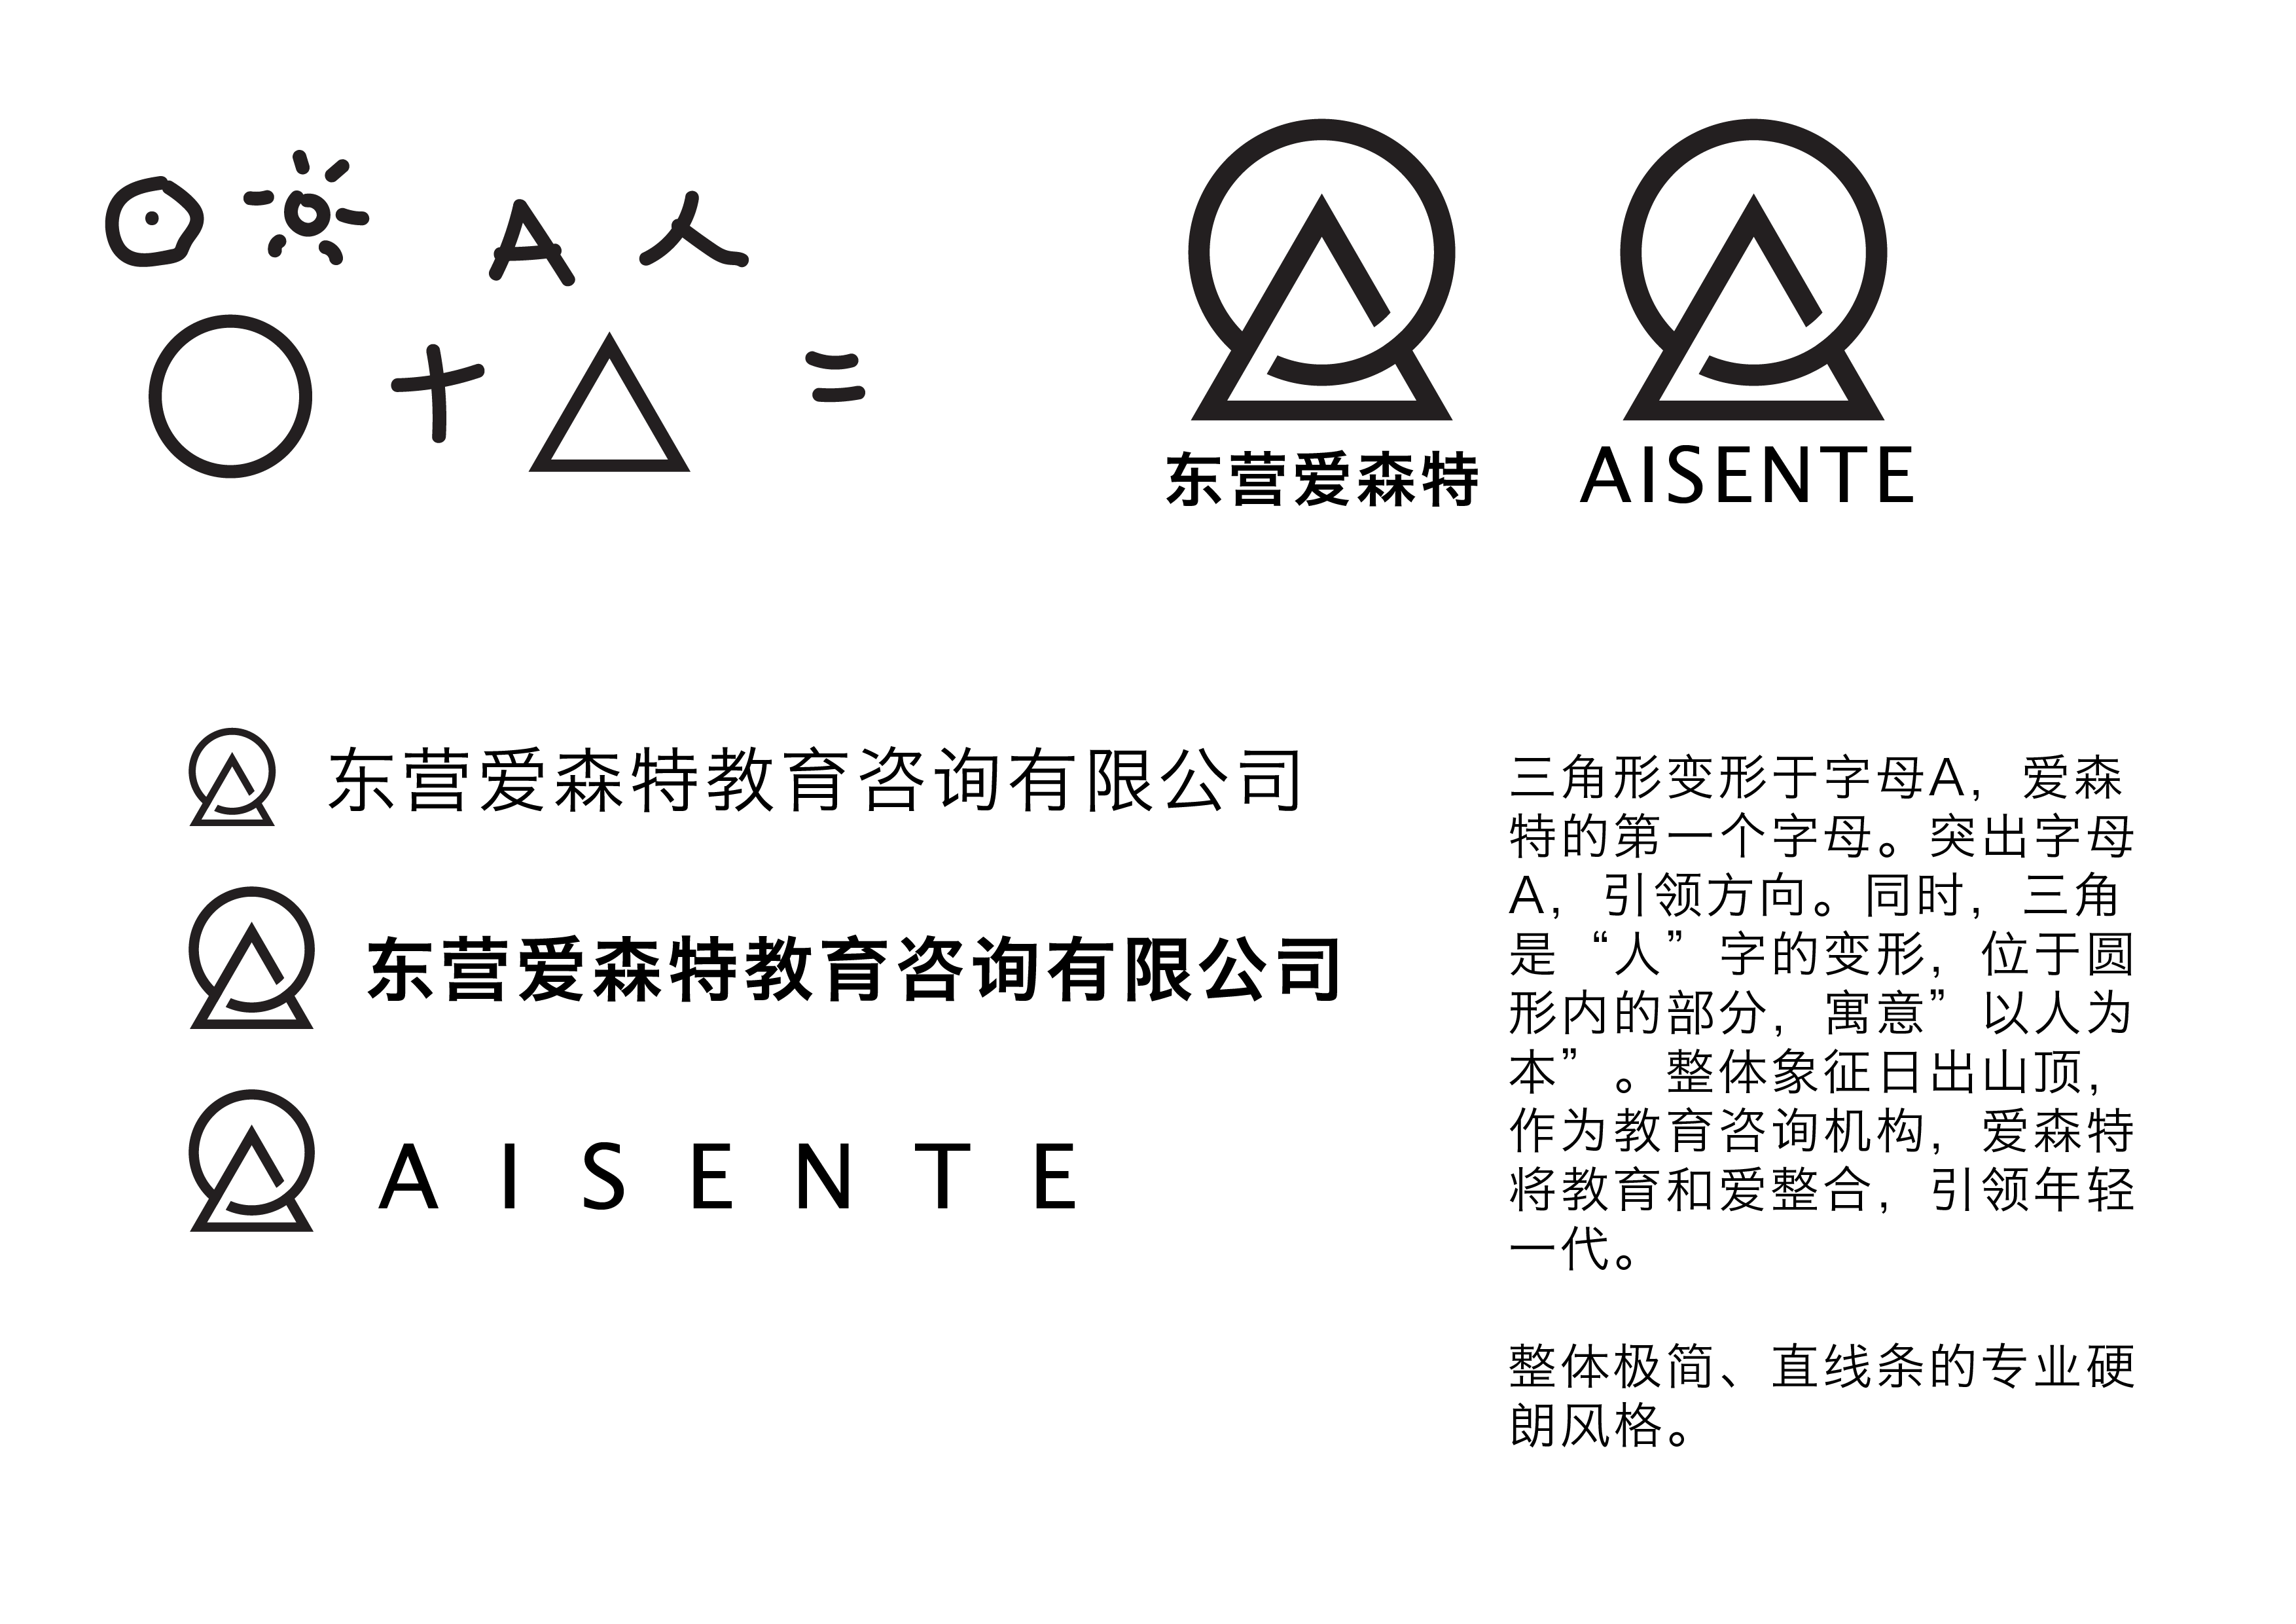 A 人
+ =
东营爱森特 AISENTE
东营爱森特教育咨询有限公司
东营爱森特教育咨询有限公司
A I S E N T E
三角形变形于字母A，爱森
特的第一个字母。突出字母
A，引领方向。同时，三角
是“人”字的变形，位于圆
形内的部分，寓意”以人为
本”。整体象征日出山顶，
作为教育咨询机构，爱森特
将教育和爱整合，引领年轻
一代。
整体极简、直线条的专业硬
朗风格。